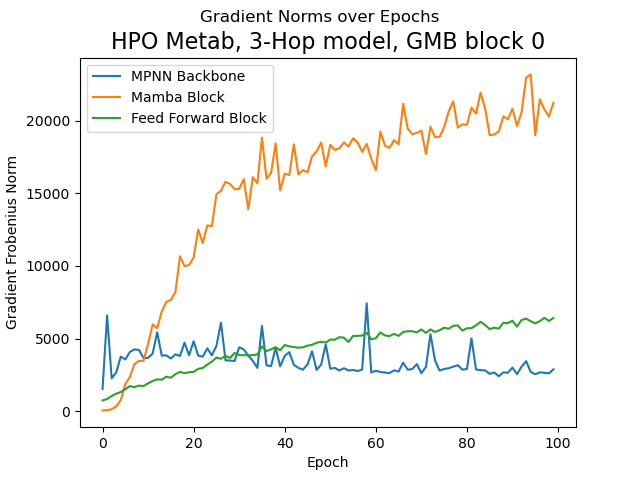 Gradient Norms over Epochs
HPO Metab, 3-Hop model, GMB block 0
MPNN Backbone
Mamba Block
Feed Forward Block
Gradient Frobenius Norm
20000
15000
10000
5000
0
0 20 40 60 80 100
Epoch